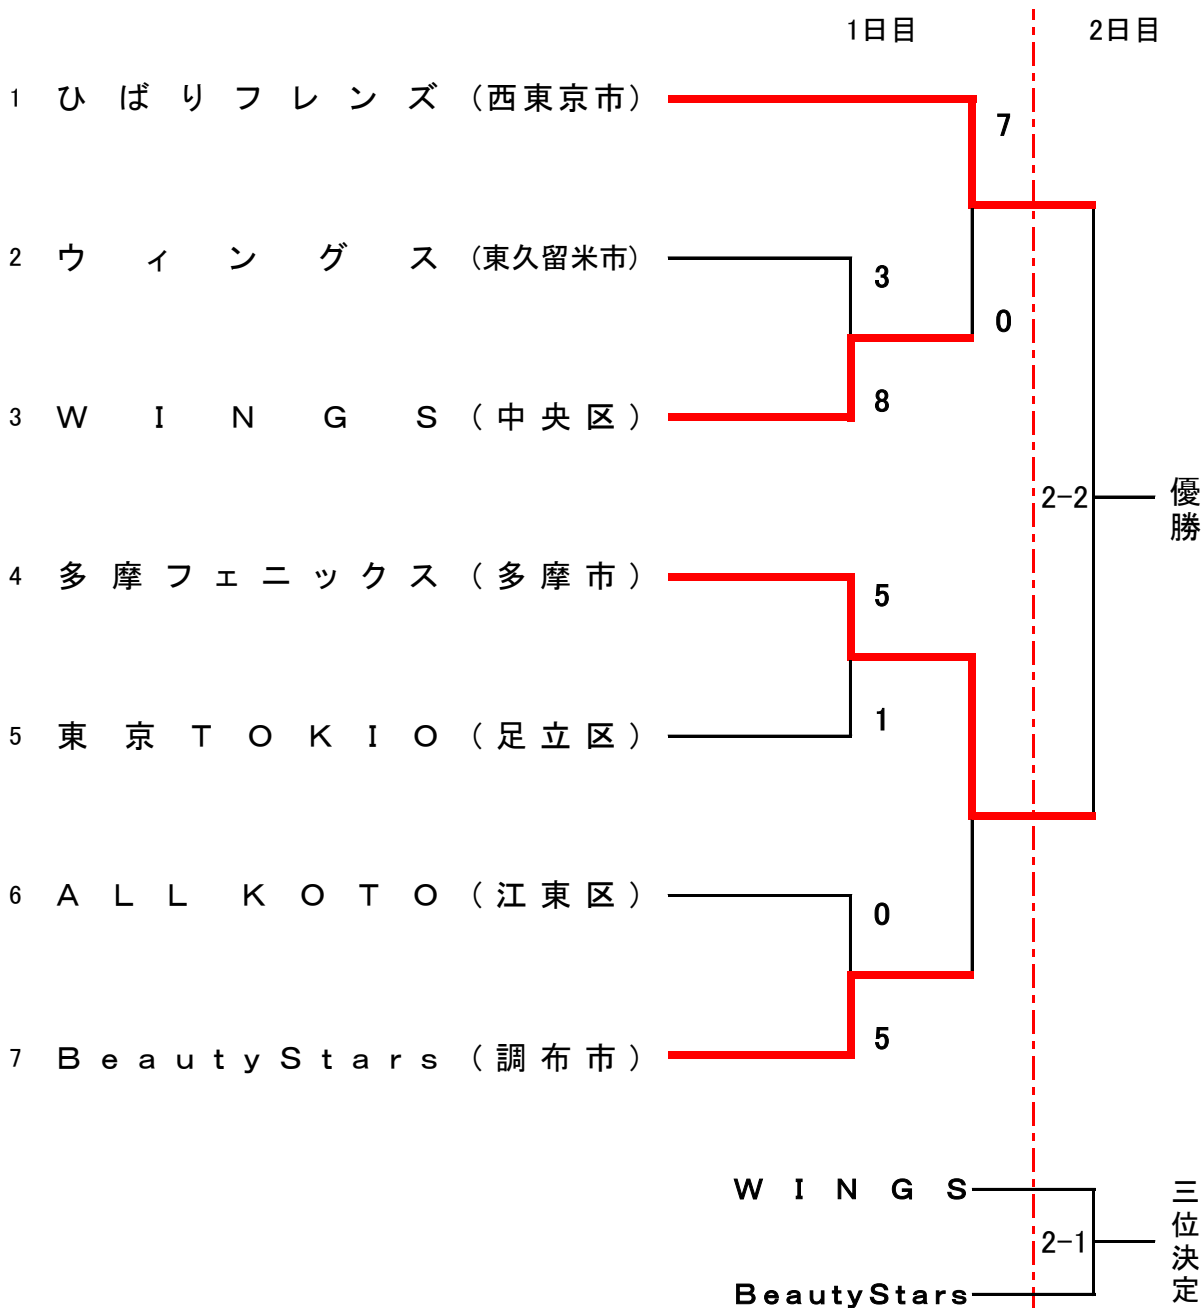 1日目 2日目
1 ひばりフレンズ (西東京市)
7
2 ウィングス (東久留米市)
3
0
3 WINGS (中央区)
8
2-2 優勝
4 多摩フェニックス (多摩市)
5
5 東京TOKIO (足立区)
1
6 ALL KOTO (江東区)
0
7 BeautyStars (調布市)
5
WINGS
2-1 三位決定
BeautyStars